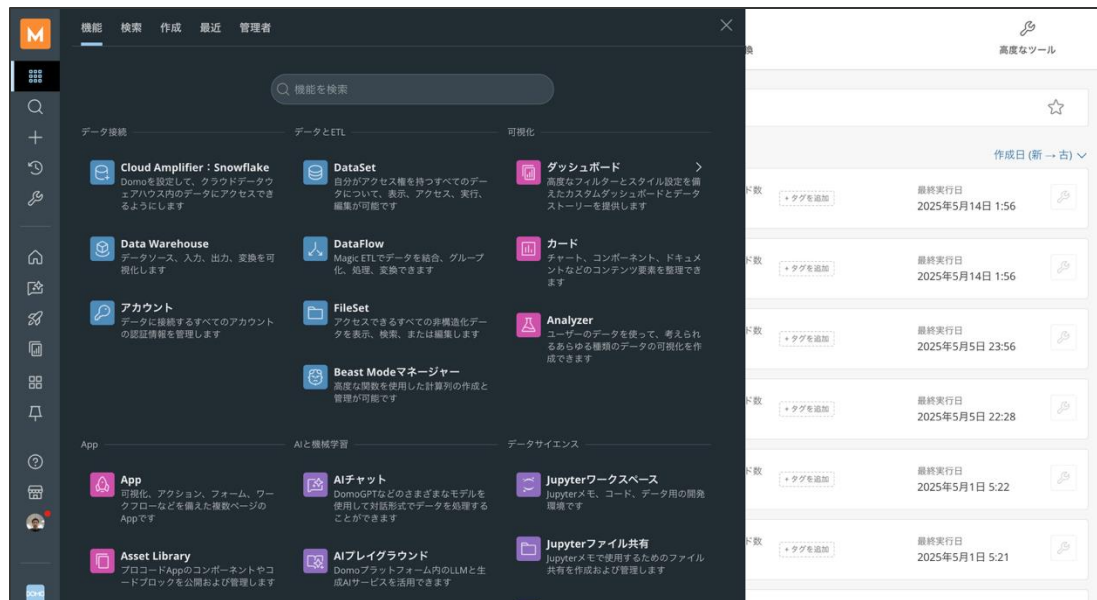 M
機能 検索 作成 最近 管理者
機能を検索
データ接続
Cloud Amplifier：Snowflake
Domoを設定して、クラウドデータウ
ェアハウス内のデータにアクセスでき
るようにします
Data Warehouse
データソース、入力、出力、変換を可
視化します
アカウント
データに接続するすべてのアカウント
の認証情報を管理します
データとETL
DataSet
自分がアクセス権を持つすべてのデー
タについて、表示、アクセス、実行、
編集が可能です
DataFlow
Magic ETLでデータを結合、グループ
化、処理、変換できます
FileSet
アクセスできるすべての非構造化デー
タを表示、検索、または編集します
Beast Modeマネージャー
高度な関数を使用した計算列の作成と
管理が可能です
可視化
ダッシュボード
高度なフィルターとスタイル設定を備
えたカスタムダッシュボードとデータ
ストーリーを提供します
カード
チャート、コンポーネント、ドキュメ
ントなどのコンテンツ要素を整理でき
ます
Analyzer
ユーザーのデータを使って、考えられ
るあらゆる種類のデータの可視化を作
成できます
App
App
可視化、アクション、フォーム、ワー
クフローなどを備えた複数ページの
Appです
Asset Library
プロコードAppのコンポーネントやコ
ードブロックを公開および管理します
AIと機械学習
AIチャット
DomoGPTなどのさまざまなモデルを
使用して対話形式でデータを処理する
ことができます
AIプレイグラウンド
Domoプラットフォーム内のLLMと生
成AIサービスを活用できます
データサイエンス
Jupyterワークスペース
Jupyterメモ、コード、データ用の開発
環境です
Jupyterファイル共有
Jupyterメモで使用するためのファイル
共有を作成および管理します
DOMO
換
高度なツール
作成日 (新 → 古)
ド数 + タグを追加 最終実行日
2025年5月14日 1:56
ド数 + タグを追加 最終実行日
2025年5月14日 1:56
ド数 + タグを追加 最終実行日
2025年5月5日 23:56
ド数 + タグを追加 最終実行日
2025年5月5日 22:28
ド数 + タグを追加 最終実行日
2025年5月1日 5:22
ド数 + タグを追加 最終実行日
2025年5月1日 5:21